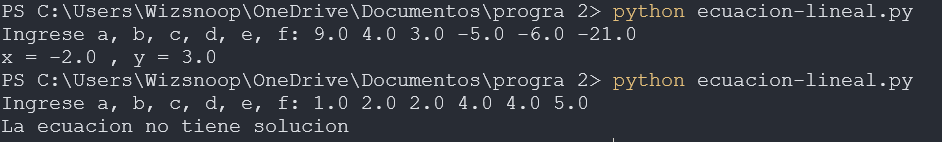 PS C:\Users\Wizsnoop\OneDrive\Documentos\progra 2> python ecuacion-lineal.py
Ingrese a, b, c, d, e, f: 9.0 4.0 3.0 -5.0 -6.0 -21.0
x = -2.0 , y = 3.0
PS C:\Users\Wizsnoop\OneDrive\Documentos\progra 2> python ecuacion-lineal.py
Ingrese a, b, c, d, e, f: 1.0 2.0 2.0 4.0 4.0 5.0
La ecuacion no tiene solucion